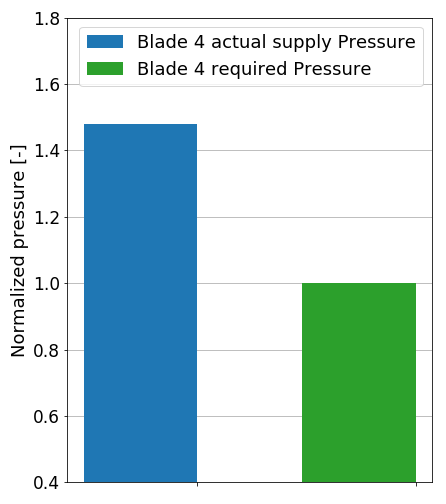 Blade 4 actual supply Pressure
Blade 4 required Pressure
Normalized pressure [-]
1.8
1.6
1.4
1.2
1.0
0.8
0.6
0.4